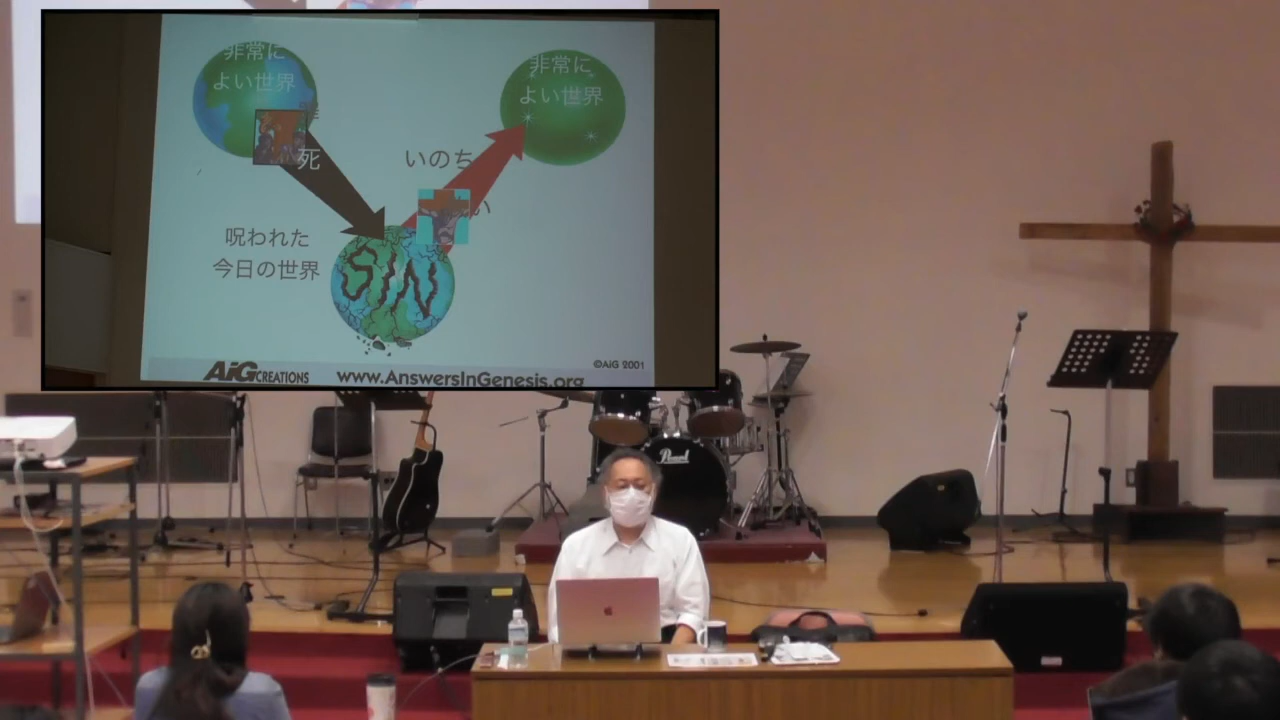 非常に
よい世界
非常に
よい世界
死
いのち
い
呪われた
今日の世界
SIN
©AiG 2001
AiG CREATIONS
www.AnswersInGenesis.org
Pearl